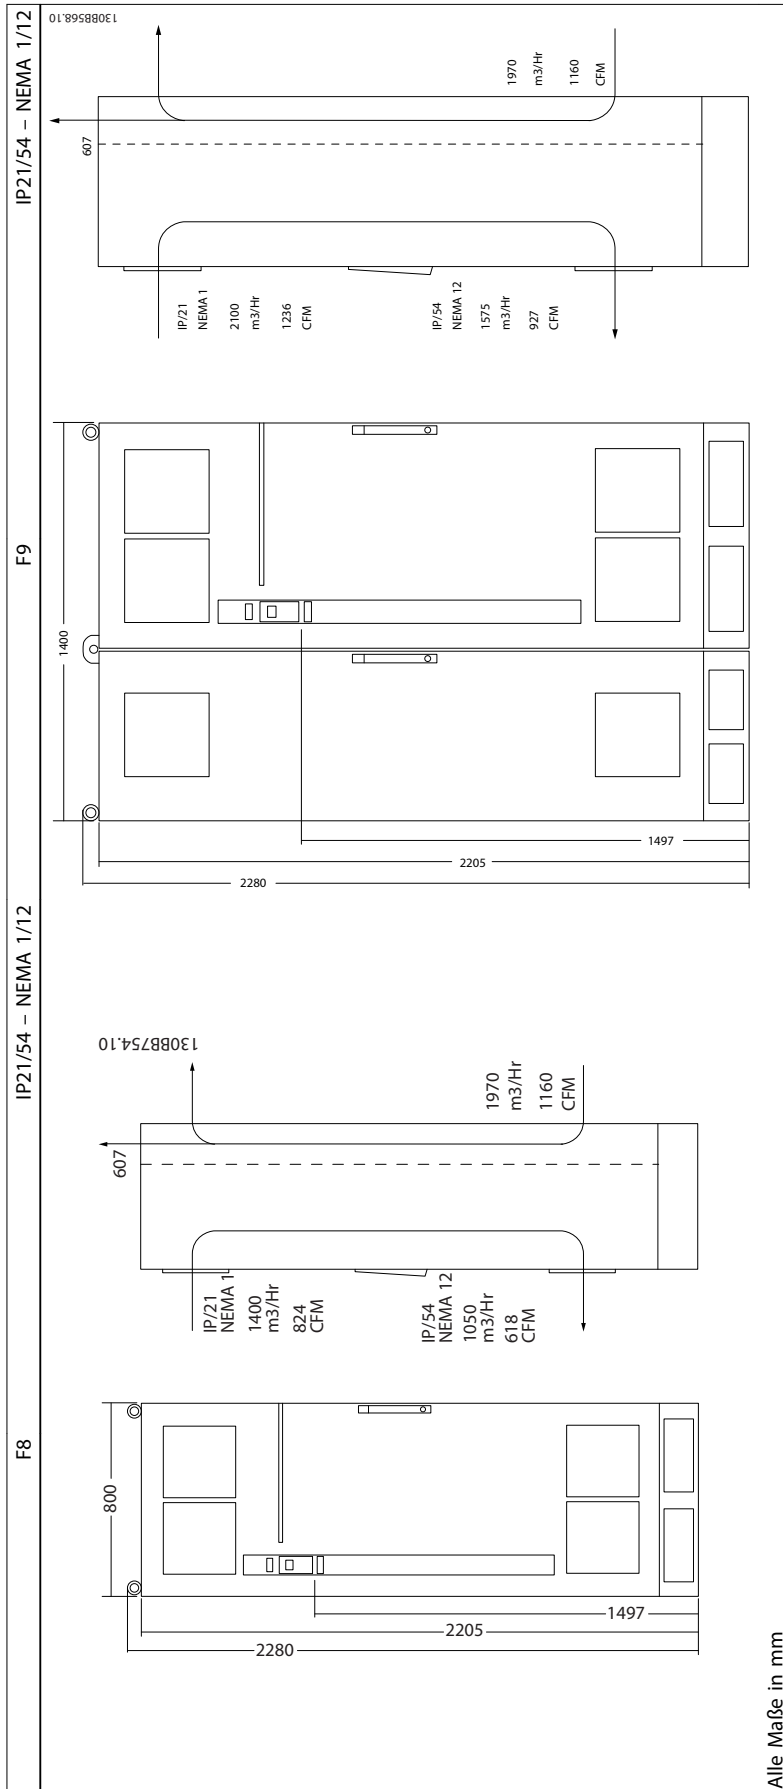 F8
IP21/54 – NEMA 1/12
F9
IP21/54 – NEMA 1/12
800
2280
2205
1497
IP/21
NEMA 1
1400
m3/Hr
824
CFM
IP/54
NEMA 12
1050
m3/Hr
618
CFM
607
1970
m3/Hr
1160
CFM
130BB754.10
1400
2280
2205
1497
IP/21
NEMA 1
2100
m3/Hr
1236
CFM
IP/54
NEMA 12
1575
m3/Hr
927
CFM
607
1970
m3/Hr
1160
CFM
130BB568.10
Alle Maße in mm